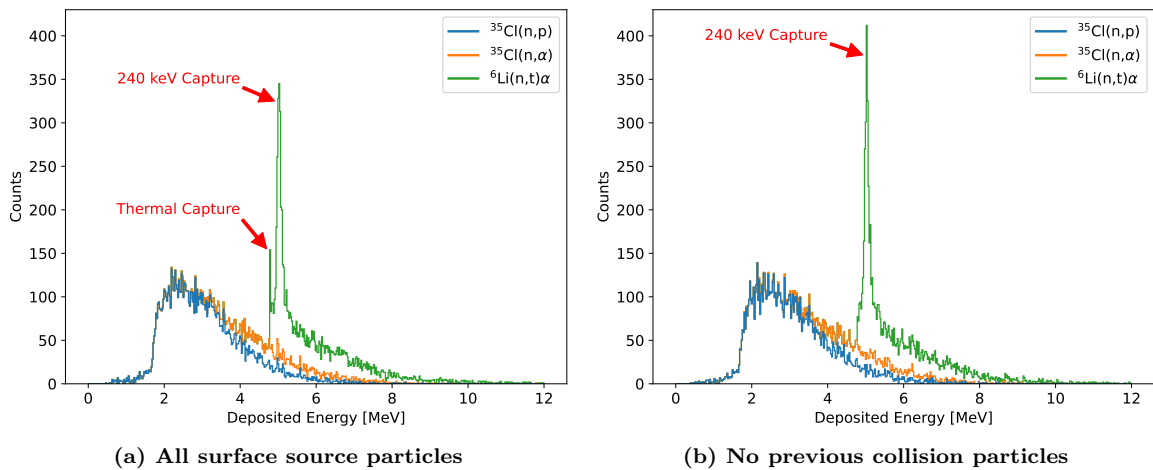 400
350
300
250
200
150
100
50
0
Counts
240 keV Capture
Thermal Capture
³⁵Cl(n,p)
³⁵Cl(n,α)
⁶Li(n,t)α
0 2 4 6 8 10 12
Deposited Energy [MeV]
(a) All surface source particles
400
350
300
250
200
150
100
50
0
Counts
240 keV Capture
³⁵Cl(n,p)
³⁵Cl(n,α)
⁶Li(n,t)α
0 2 4 6 8 10 12
Deposited Energy [MeV]
(b) No previous collision particles